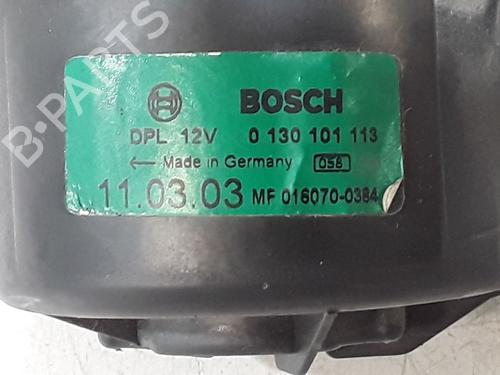 B-PARTS
BOSCH
DPL 12V 0 130 101 113
← Made in Germany 058
11.03.03 MF 016070-0384